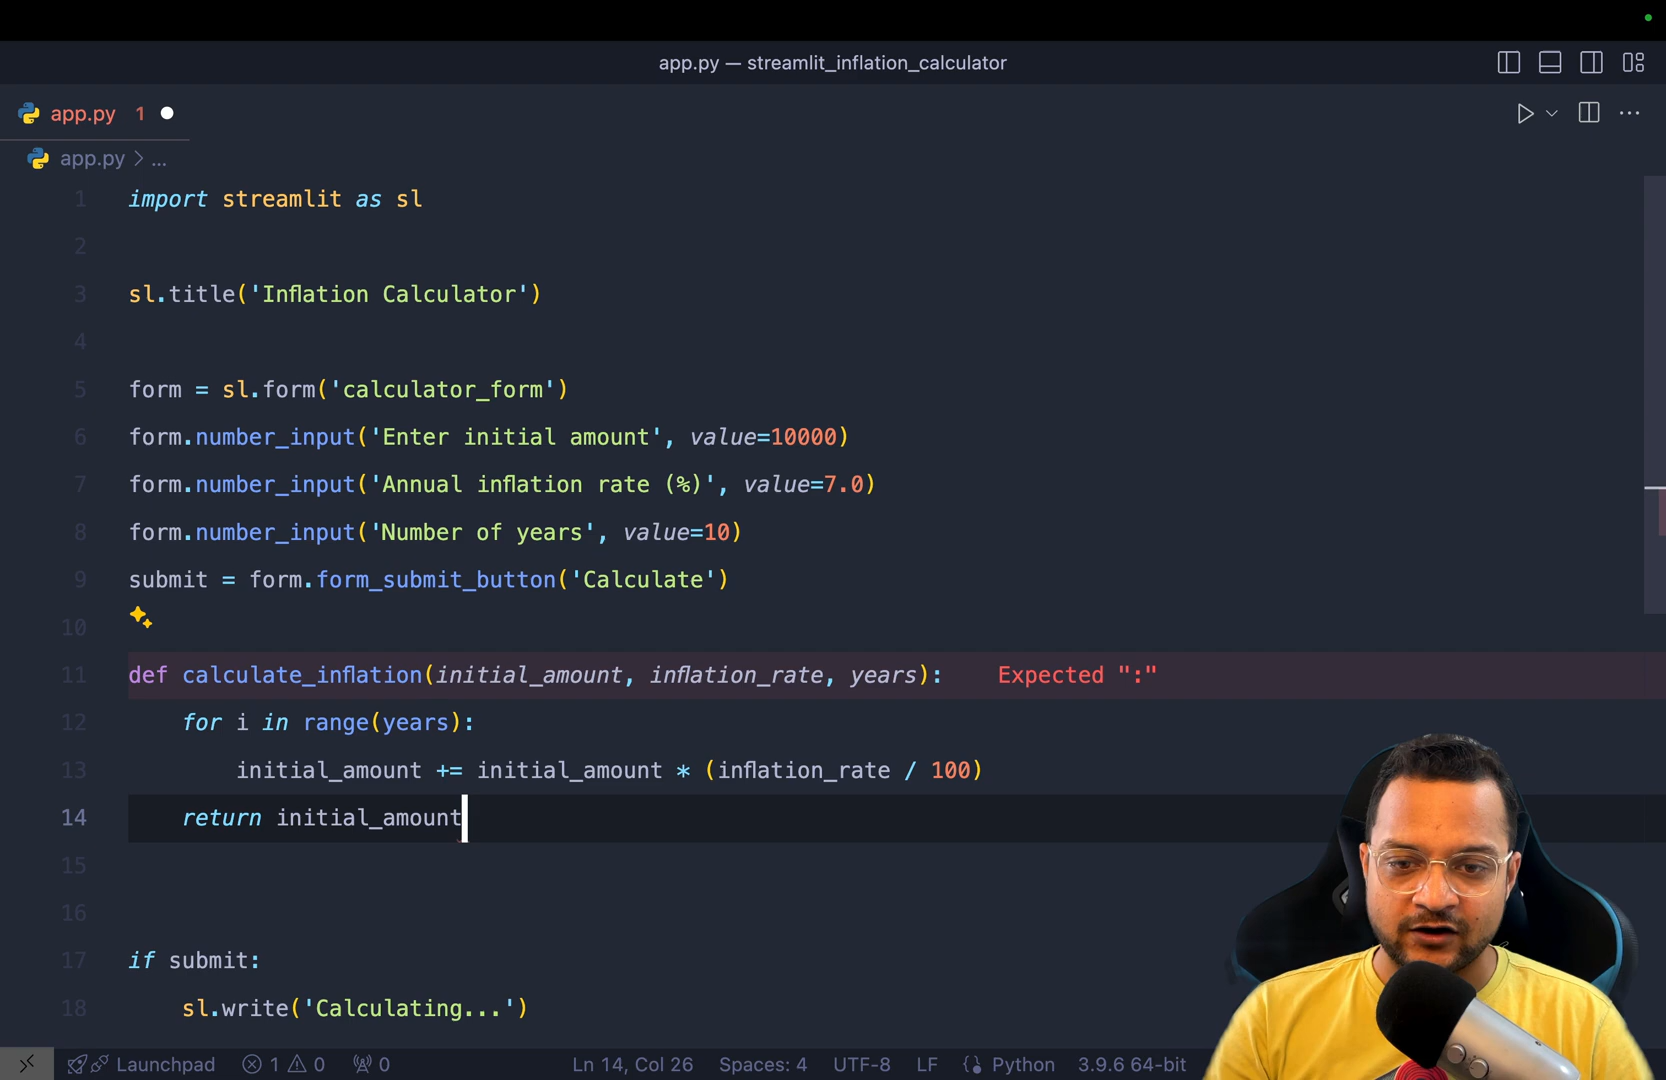 app.py — streamlit_inflation_calculator
app.py 1
app.py > ...
1 import streamlit as sl
2
3 sl.title('Inflation Calculator')
4
5 form = sl.form('calculator_form')
6 form.number_input('Enter initial amount', value=10000)
7 form.number_input('Annual inflation rate (%)', value=7.0)
8 form.number_input('Number of years', value=10)
9 submit = form.form_submit_button('Calculate')
10
11 def calculate_inflation(initial_amount, inflation_rate, years): Expected ":"
12 for i in range(years):
13 initial_amount += initial_amount * (inflation_rate / 100)
14 return initial_amount
15
16
17 if submit:
18 sl.write('Calculating...')
Launchpad 1 0 0 Ln 14, Col 26 Spaces: 4 UTF-8 LF Python 3.9.6 64-bit